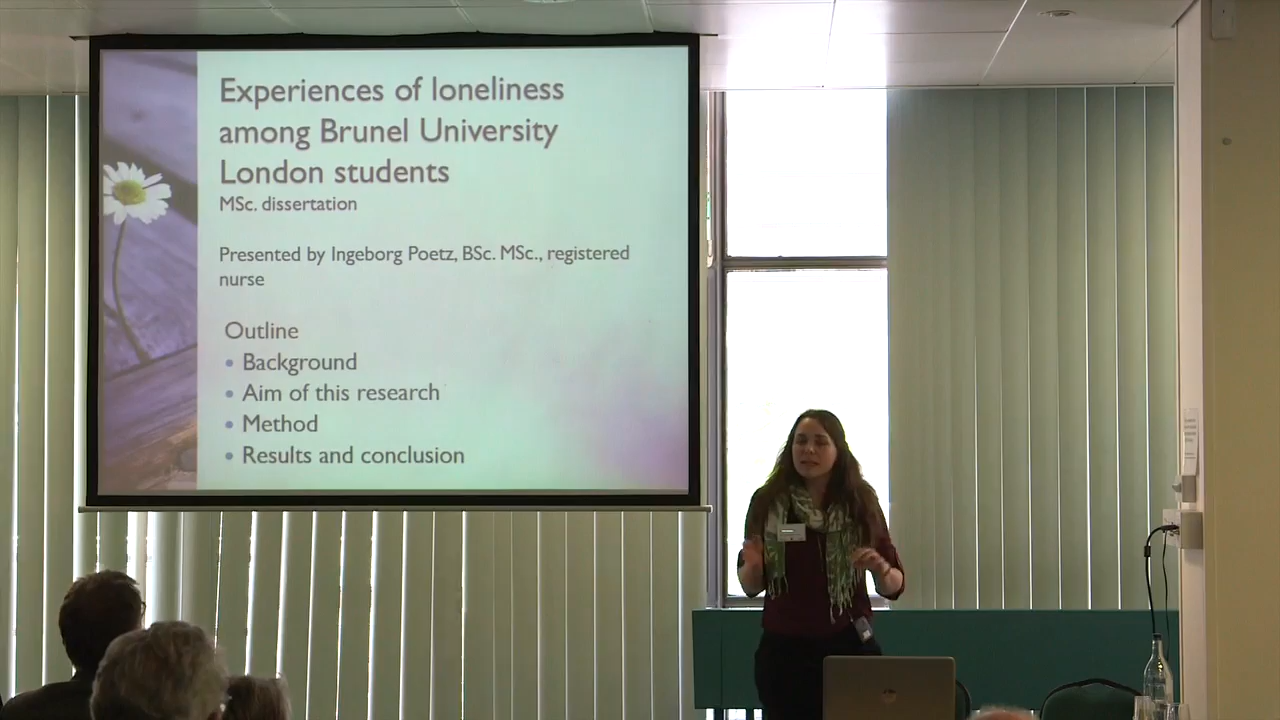 Experiences of loneliness
among Brunel University
London students
MSc. dissertation
Presented by Ingeborg Poetz, BSc. MSc., registered
nurse
Outline
• Background
• Aim of this research
• Method
• Results and conclusion